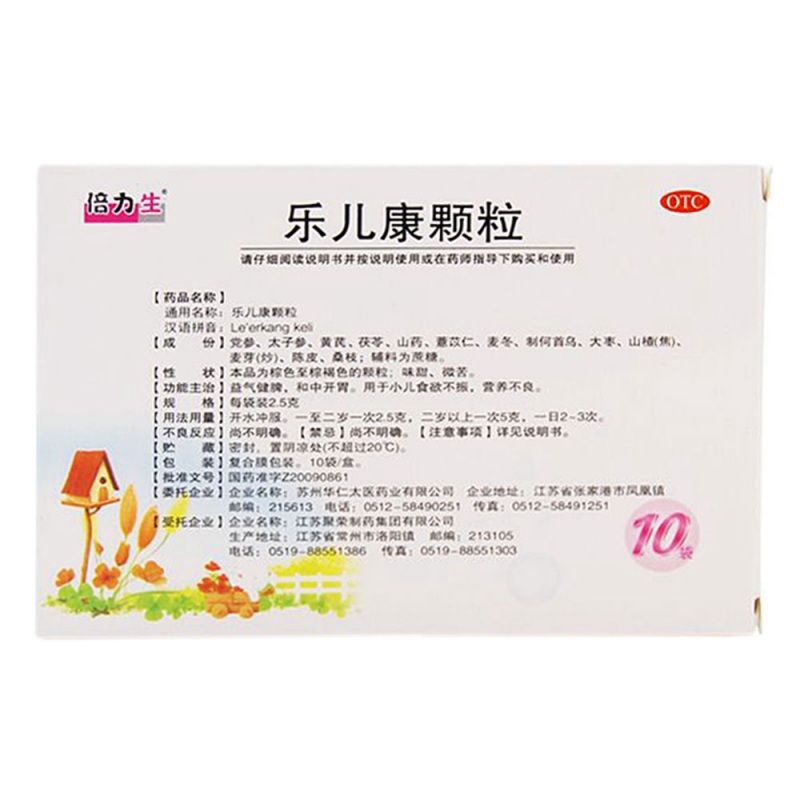 倍力生®
乐儿康颗粒
OTC
请仔细阅读说明书并按说明使用或在药师指导下购买和使用
【药品名称】
通用名称：乐儿康颗粒
汉语拼音：Le'erkang keli
【成　份】党参、太子参、黄芪、茯苓、山药、薏苡仁、麦冬、制何首乌、大枣、山楂(焦)、
麦芽(炒)、陈皮、桑枝；辅料为蔗糖。
【性　状】本品为棕色至棕褐色的颗粒；味甜、微苦。
【功能主治】益气健脾，和中开胃。用于小儿食欲不振，营养不良。
【规　格】每袋装2.5克
【用法用量】开水冲服。一至二岁一次2.5克，二岁以上一次5克，一日2-3次。
【不良反应】尚不明确。【禁忌】尚不明确。【注意事项】详见说明书。
【贮　藏】密封，置阴凉处(不超过20℃)。
【包　装】复合膜包装。10袋/盒。
【批准文号】国药准字Z20090861
【委托企业】企业名称：苏州华仁太医药业有限公司　企业地址：江苏省张家港市凤凰镇
邮编：215613　电话：0512-58490251　传真：0512-58491251
【受托企业】企业名称：江苏聚荣制药集团有限公司
生产地址：江苏省常州市洛阳镇　邮编：213105
电话：0519-88551386　传真：0519-88551303
10袋